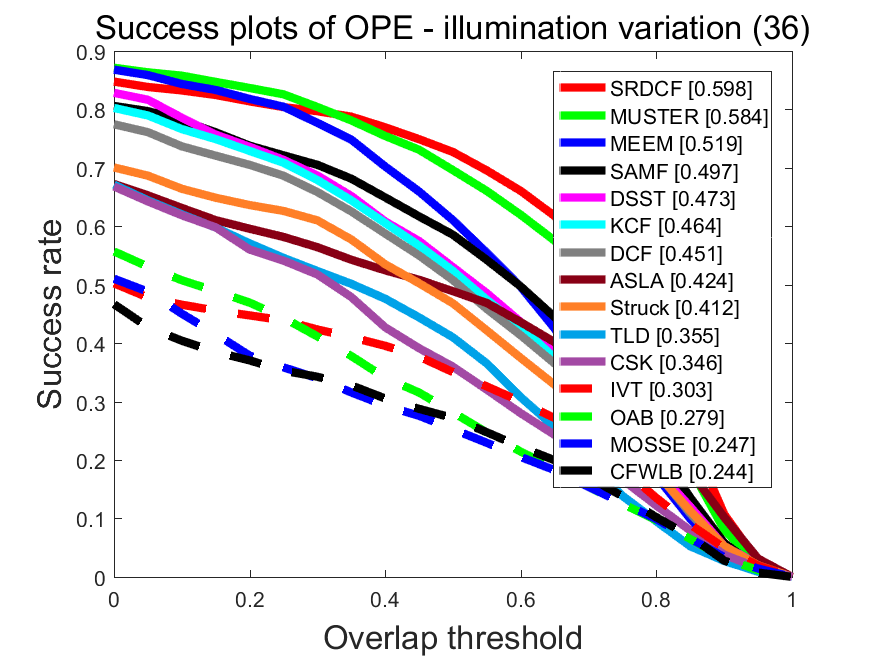 Success plots of OPE - illumination variation (36)
0.9
0.8
0.7
0.6
0.5
0.4
0.3
0.2
0.1
0
Success rate
SRDCF [0.598]
MUSTER [0.584]
MEEM [0.519]
SAMF [0.497]
DSST [0.473]
KCF [0.464]
DCF [0.451]
ASLA [0.424]
Struck [0.412]
TLD [0.355]
CSK [0.346]
IVT [0.303]
OAB [0.279]
MOSSE [0.247]
CFWLB [0.244]
0 0.2 0.4 0.6 0.8 1
Overlap threshold